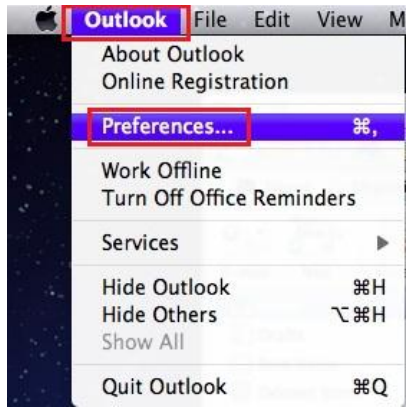 Outlook File Edit View M
About Outlook
Online Registration
Preferences... ⌘,
Work Offline
Turn Off Office Reminders
Services ▶
Hide Outlook ⌘H
Hide Others ⌥⌘H
Show All
Quit Outlook ⌘Q